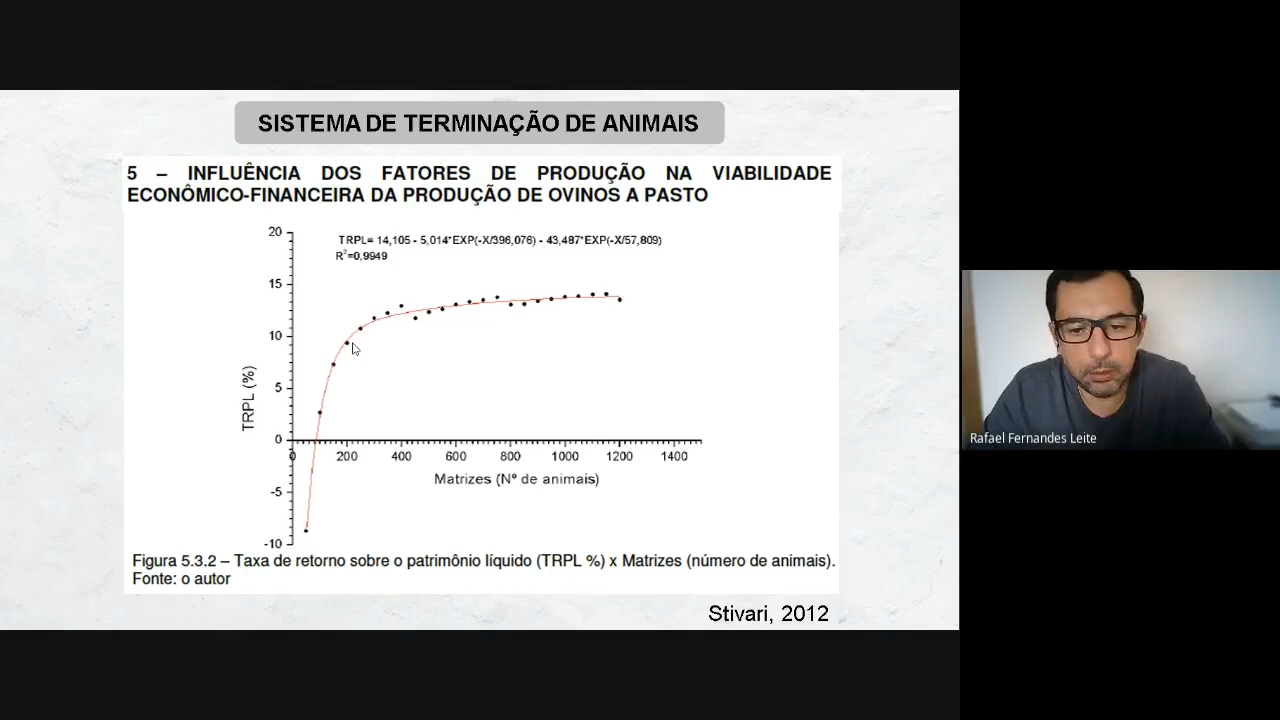 SISTEMA DE TERMINAÇÃO DE ANIMAIS
5 – INFLUÊNCIA DOS FATORES DE PRODUÇÃO NA VIABILIDADE
ECONÔMICO-FINANCEIRA DA PRODUÇÃO DE OVINOS A PASTO
TRPL= 14,105 - 5,014*EXP(-X/396,076) - 43,487*EXP(-X/57,809)
R²=0,9949
20
15
10
5
0
-5
-10
TRPL (%)
0 200 400 600 800 1000 1200 1400
Matrizes (Nº de animais)
Figura 5.3.2 – Taxa de retorno sobre o patrimônio líquido (TRPL %) x Matrizes (número de animais).
Fonte: o autor
Stivari, 2012
Rafael Fernandes Leite